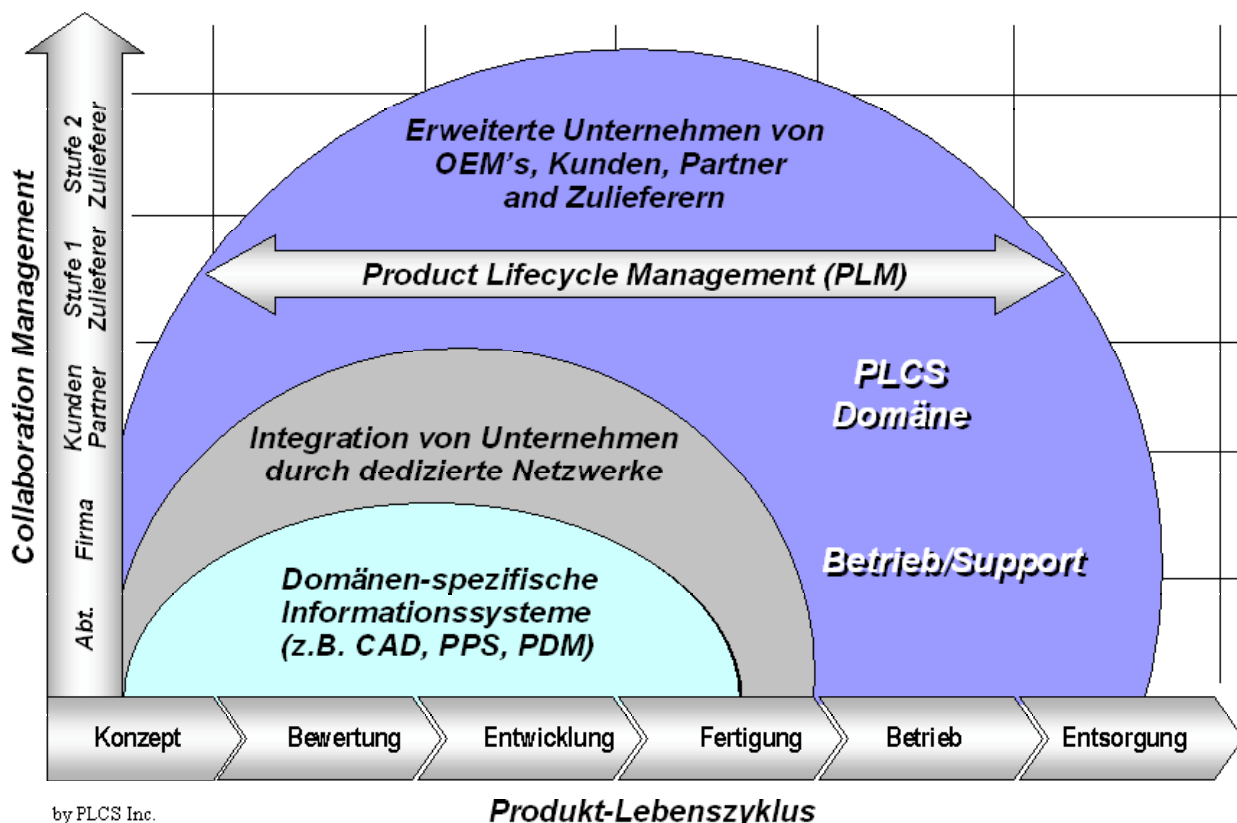 Collaboration Management
Stufe 2
Zulieferer
Stufe 1
Zulieferer
Kunden
Partner
Firma
Abt.
Erweiterte Unternehmen von
OEM's, Kunden, Partner
and Zulieferern
Product Lifecycle Management (PLM)
PLCS
Domäne
Integration von Unternehmen
durch dedizierte Netzwerke
Betrieb/Support
Domänen-spezifische
Informationssysteme
(z.B. CAD, PPS, PDM)
Konzept
Bewertung
Entwicklung
Fertigung
Betrieb
Entsorgung
by PLCS Inc.
Produkt-Lebenszyklus